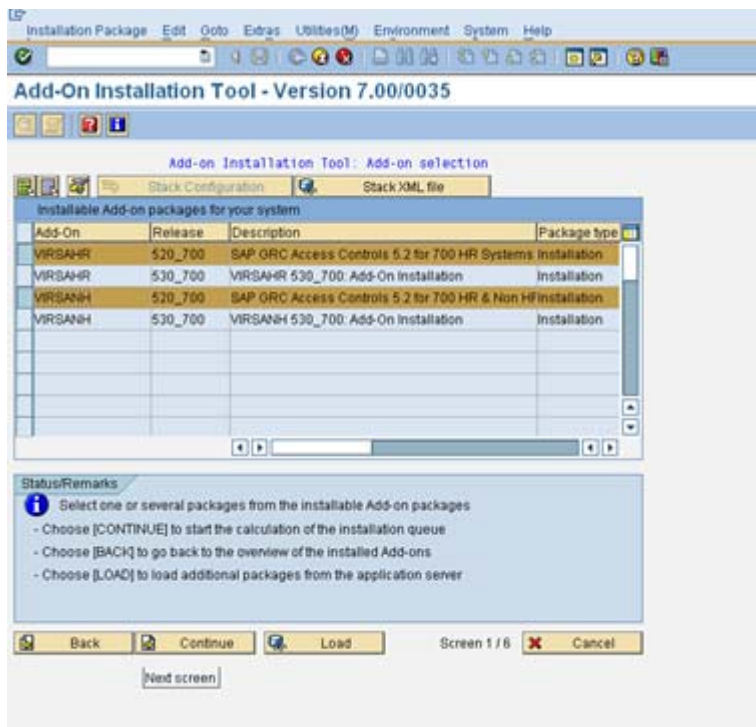 Installation Package Edit Goto Extras Utilities(M) Environment System Help
Add-On Installation Tool - Version 7.00/0035
Add-on Installation Tool: Add-on selection
Stack Configuration Stack XML file
Installable Add-on packages for your system
Add-On Release Description Package type
VIRSAHR 520_700 SAP GRC Access Controls 5.2 for 700 HR Systems Installation
VIRSAHR 530_700 VIRSAHR 530_700: Add-On Installation Installation
VIRSANH 520_700 SAP GRC Access Controls 5.2 for 700 HR & Non HR Installation
VIRSANH 530_700 VIRSANH 530_700: Add-On Installation Installation
Status/Remarks
Select one or several packages from the installable Add-on packages
- Choose [CONTINUE] to start the calculation of the installation queue
- Choose [BACK] to go back to the overview of the installed Add-ons
- Choose [LOAD] to load additional packages from the application server
Back Continue Load Screen 1 / 6 Cancel
Next screen